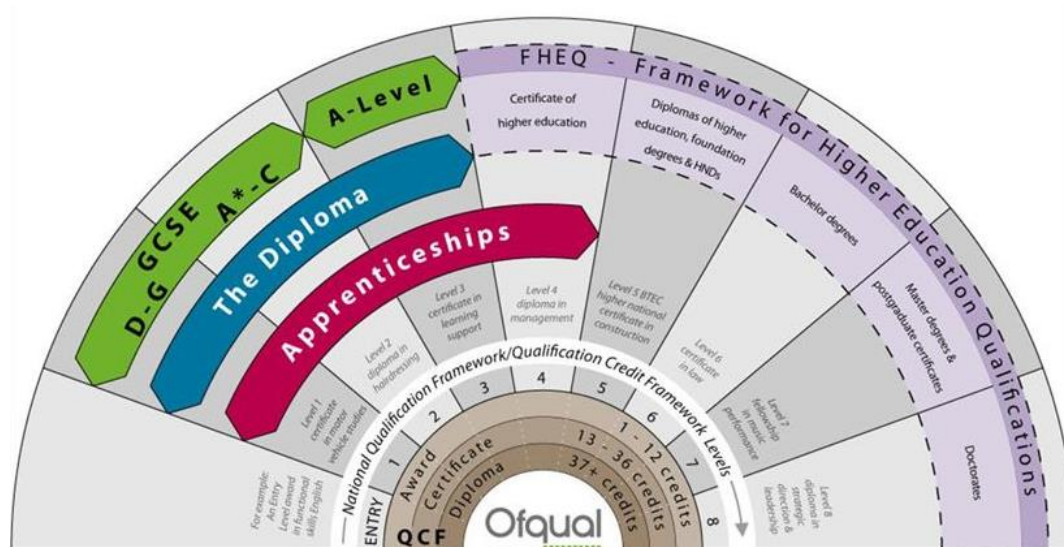 A-Level
GCSE
D-G A*-C
The Diploma
Apprenticeships
FHEQ - Framework for Higher Education Qualifications
Certificate of
higher education
Diplomas of higher
education, foundation
degrees & HNDs
Bachelor degrees
Master degrees &
postgraduate certificates
Doctorates
For example:
An Entry
Level award
in functional
skills English
Level 1
certificate
in motor
vehicle studies
Level 2
diploma in
hairdressing
Level 3
certificate in
learning
support
Level 4
diploma in
management
Level 5 BTEC
higher national
certificate in
construction
Level 6
certificate
in law
Level 7
fellowship
in music
performance
Level 8
diploma in
strategic
direction &
leadership
National Qualification Framework/Qualification Credit Framework Levels
ENTRY
1
2
3
4
5
6
7
8
Award
1 - 12 credits
Certificate
13 - 36 credits
Diploma
37+ credits
QCF
Ofqual